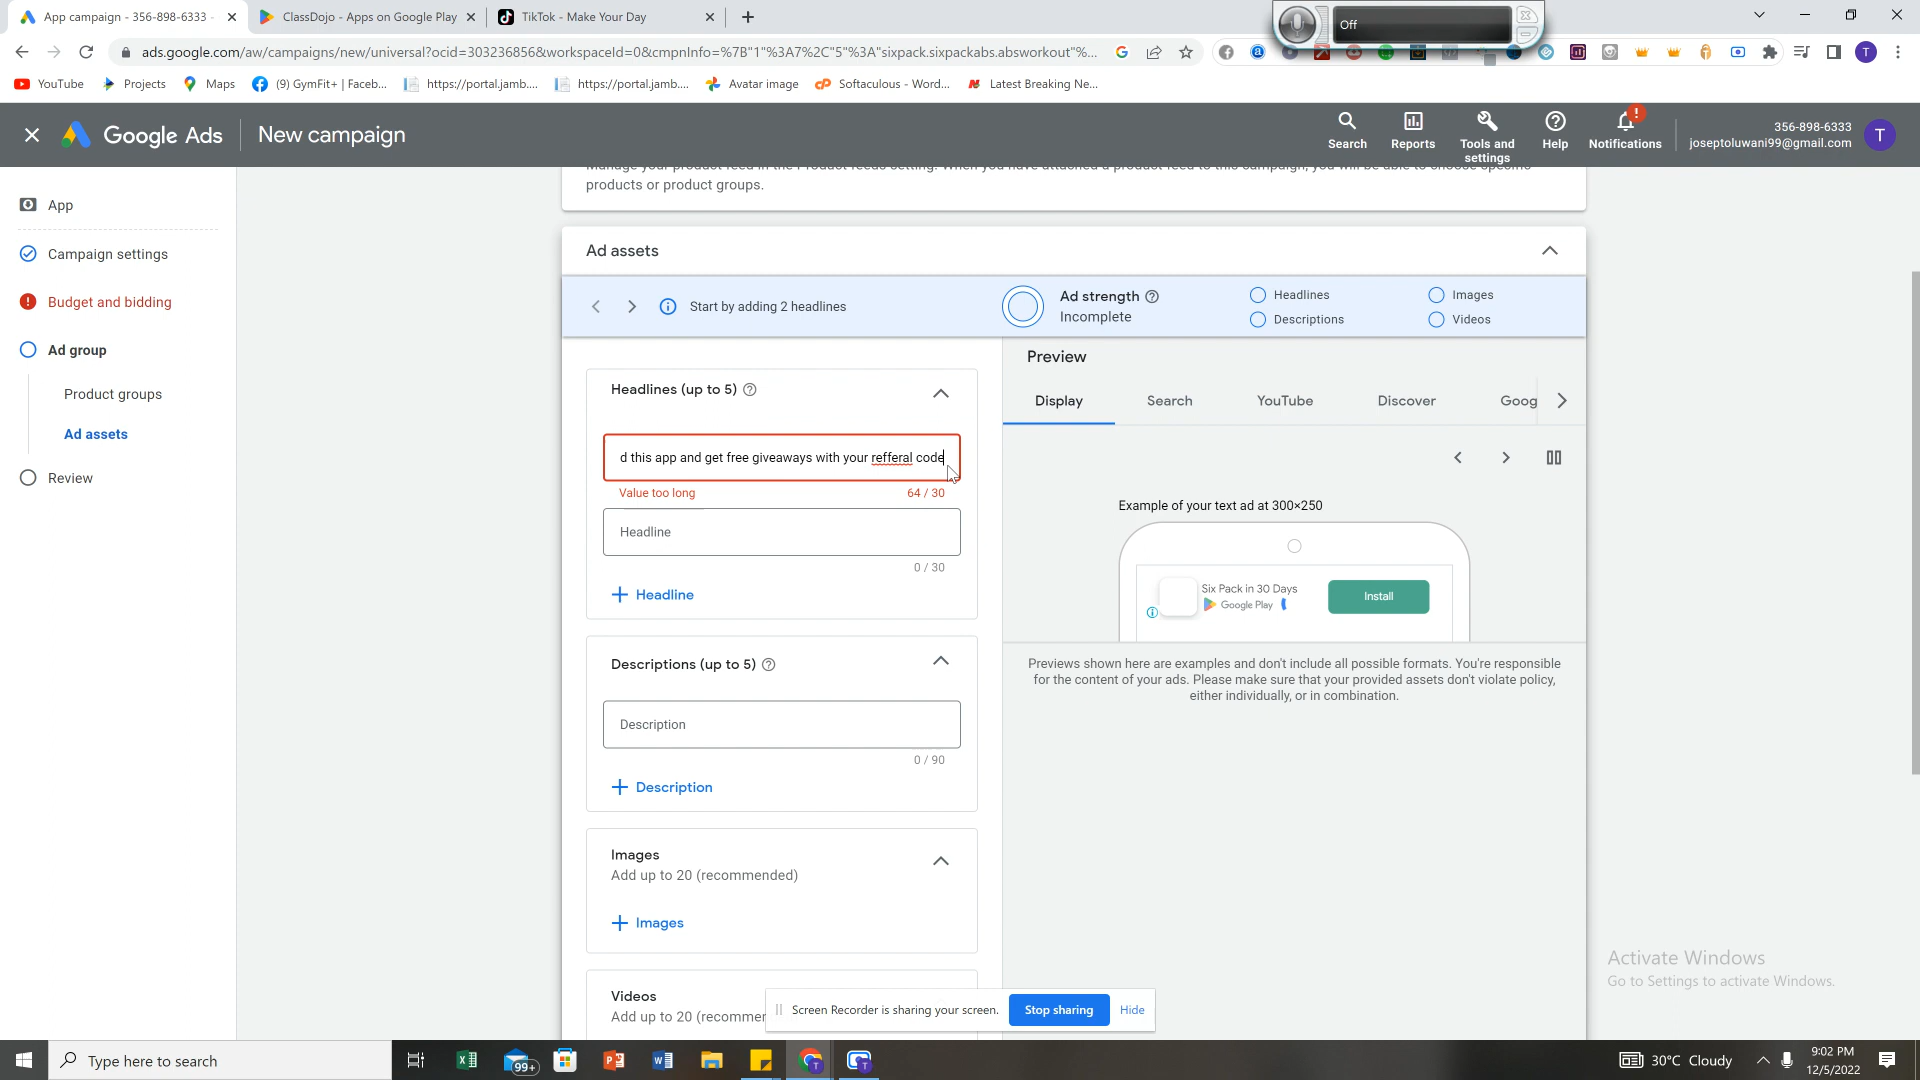 App campaign - 356-898-6333 -
ClassDojo - Apps on Google Play
TikTok - Make Your Day
Off
ads.google.com/aw/campaigns/new/universal?ocid=303236856&workspaceId=0&cmpnInfo=%7B"1"%3A7%2C"5"%3A"sixpack.sixpackabs.absworkout"%...
YouTube
Projects
Maps
(9) GymFit+ | Faceb...
https://portal.jamb....
https://portal.jamb....
Avatar image
Softaculous - Word...
Latest Breaking Ne...
Google Ads
New campaign
Search
Reports
Tools and settings
Help
Notifications
356-898-6333
joseptoluwani99@gmail.com
T
App
Campaign settings
Budget and bidding
Ad group
Product groups
Ad assets
Review
products or product groups.
Ad assets
Start by adding 2 headlines
Ad strength
Incomplete
Headlines
Descriptions
Images
Videos
Headlines (up to 5)
d this app and get free giveaways with your refferal code
Value too long
64 / 30
Headline
0 / 30
Headline
Descriptions (up to 5)
Description
0 / 90
Description
Images
Add up to 20 (recommended)
Images
Videos
Add up to 20 (recommen
Preview
Display
Search
YouTube
Discover
Goog
Example of your text ad at 300×250
Six Pack in 30 Days
Google Play
Install
Previews shown here are examples and don't include all possible formats. You're responsible
for the content of your ads. Please make sure that your provided assets don't violate policy,
either individually, or in combination.
Activate Windows
Go to Settings to activate Windows.
Screen Recorder is sharing your screen.
Stop sharing
Hide
Type here to search
99+
30°C Cloudy
9:02 PM
12/5/2022